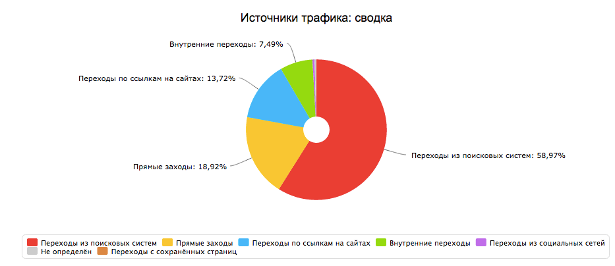 Источники трафика: сводка
Внутренние переходы: 7,49%
Переходы по ссылкам на сайтах: 13,72%
Переходы из поисковых систем: 58,97%
Прямые заходы: 18,92%
Переходы из поисковых систем Прямые заходы Переходы по ссылкам на сайтах Внутренние переходы Переходы из социальных сетей
Не определён Переходы с сохранённых страниц